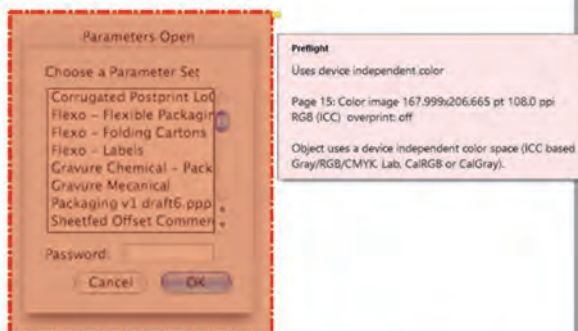 Parameters Open
Choose a Parameter Set
Corrugated Postprint LoC
Flexo - Flexible Packagin
Flexo - Folding Cartons
Flexo - Labels
Gravure Chemical - Pack
Gravure Mecanical
Packaging v1 draft6.ppp
Sheetfed Offset Commer
Password:
Cancel
OK
Preflight
Uses device independent color
Page 15: Color image 167.999x206.665 pt 108.0 ppi
RGB (ICC) overprint: off
Object uses a device independent color space (ICC based
Gray/RGB/CMYK, Lab, CalRGB or CalGray).